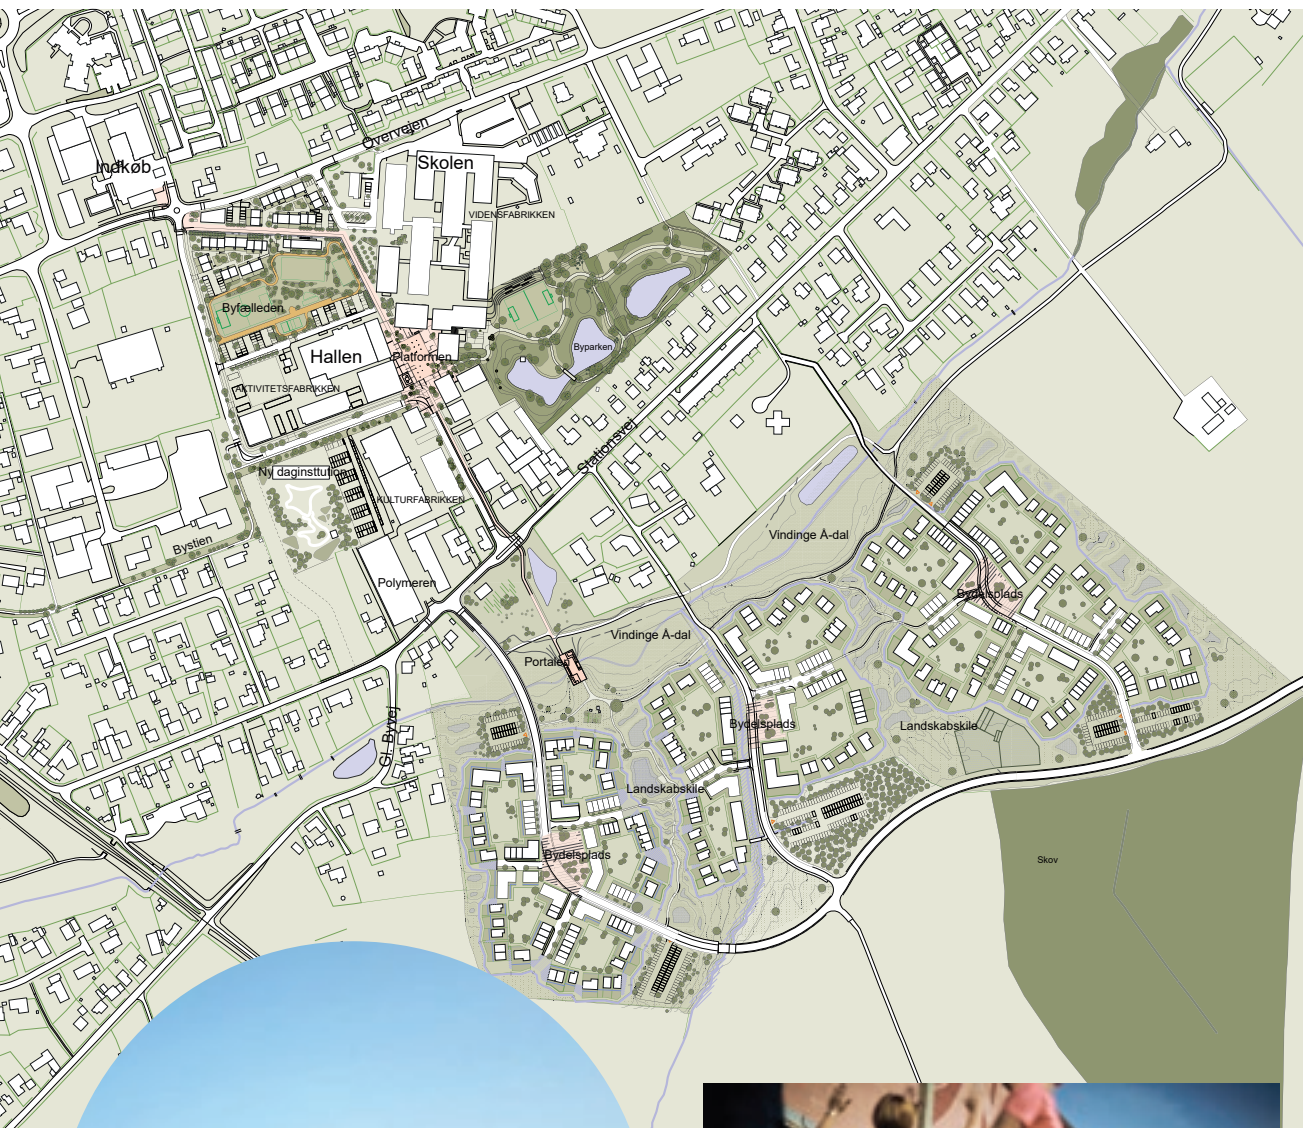 Overvejen
Indkøb
Skolen
VIDENSFABRIKKEN
Byfælleden
Byparken
Hallen
Platformen
AKTIVITETSFABRIKKEN
Stationsvej
Ny daginsttution
KULTURFABRIKKEN
Vindinge Å-dal
Bystien
Polymeren
Bydelsplads
Vindinge Å-dal
Portalen
Gl. Byvej
Bydelsplads
Landskabskile
Landskabskile
Bydelsplads
Skov